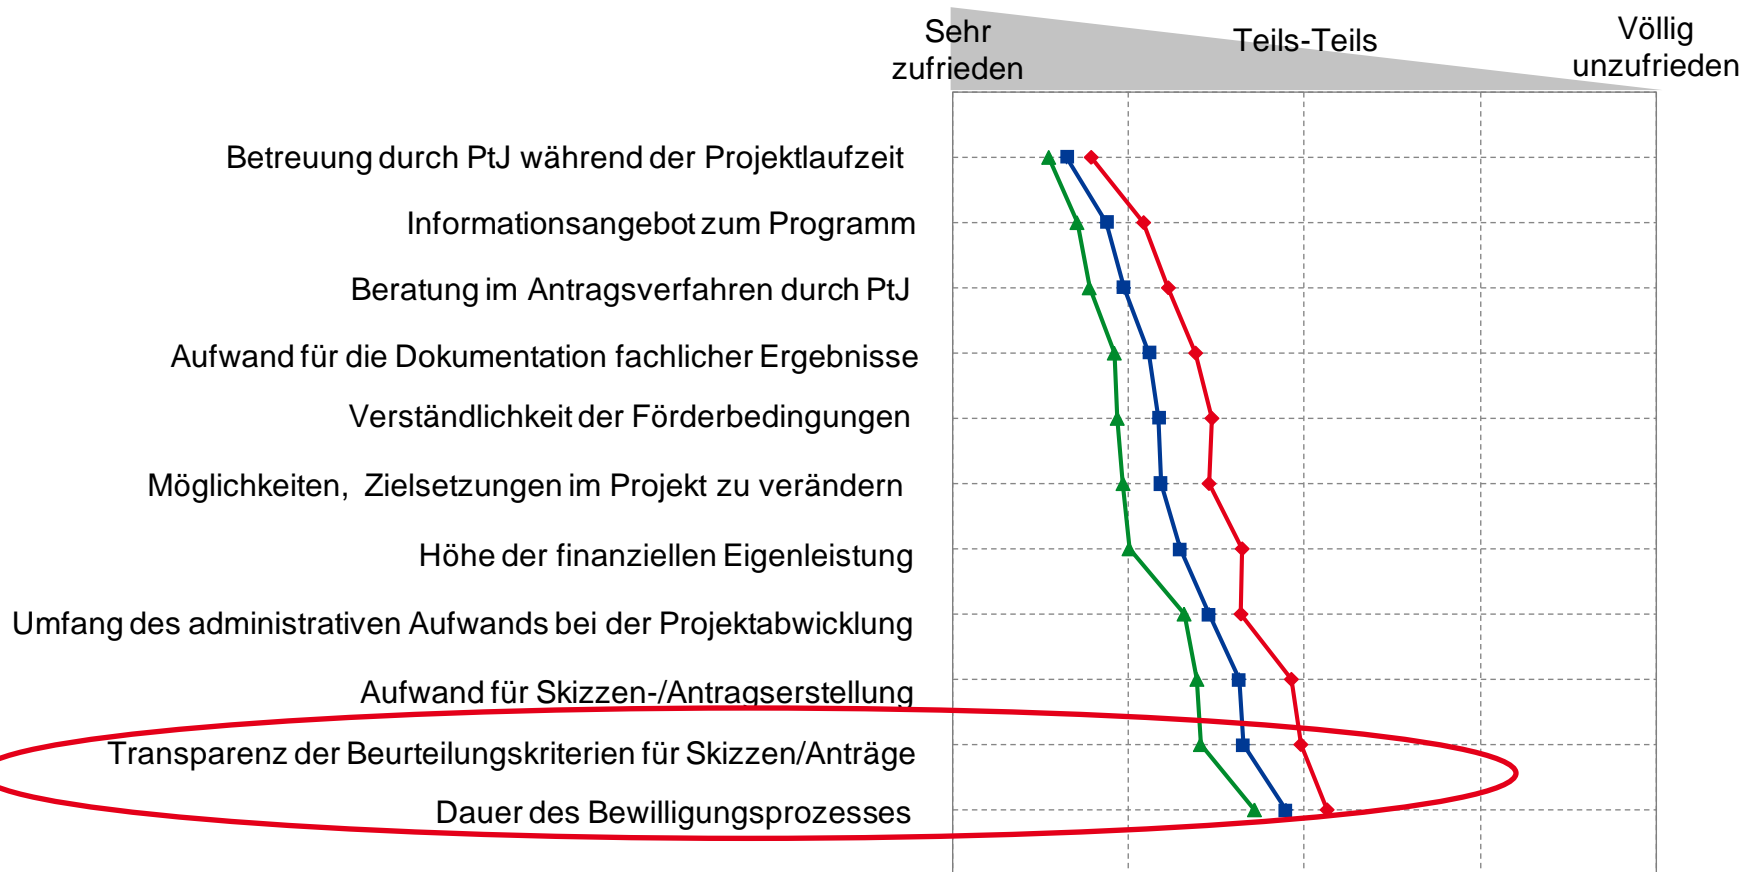 Sehr
zufrieden
Teils-Teils
Völlig
unzufrieden
Betreuung durch PtJ während der Projektlaufzeit
Informationsangebot zum Programm
Beratung im Antragsverfahren durch PtJ
Aufwand für die Dokumentation fachlicher Ergebnisse
Verständlichkeit der Förderbedingungen
Möglichkeiten, Zielsetzungen im Projekt zu verändern
Höhe der finanziellen Eigenleistung
Umfang des administrativen Aufwands bei der Projektabwicklung
Aufwand für Skizzen-/Antragserstellung
Transparenz der Beurteilungskriterien für Skizzen/Anträge
Dauer des Bewilligungsprozesses